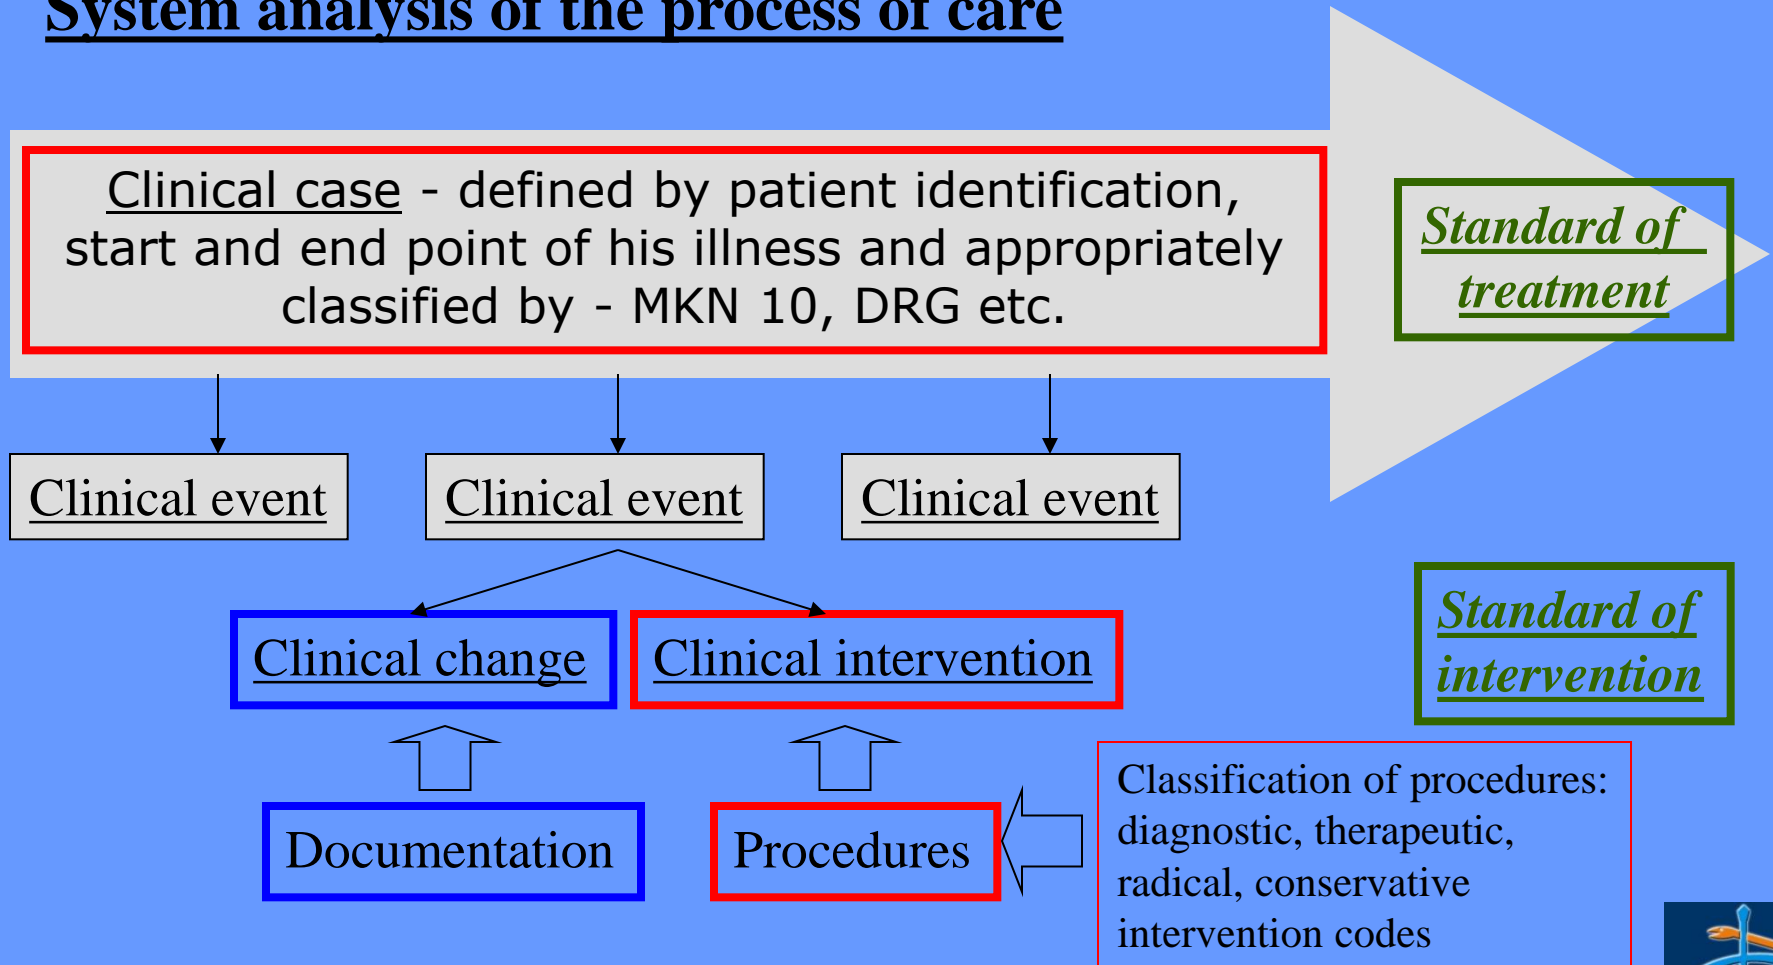 System analysis of the process of care
Clinical case - defined by patient identification,
start and end point of his illness and appropriately
classified by - MKN 10, DRG etc.
Standard of
treatment
Clinical event
Clinical event
Clinical event
Clinical change
Clinical intervention
Standard of
intervention
Documentation
Procedures
Classification of procedures:
diagnostic, therapeutic,
radical, conservative
intervention codes